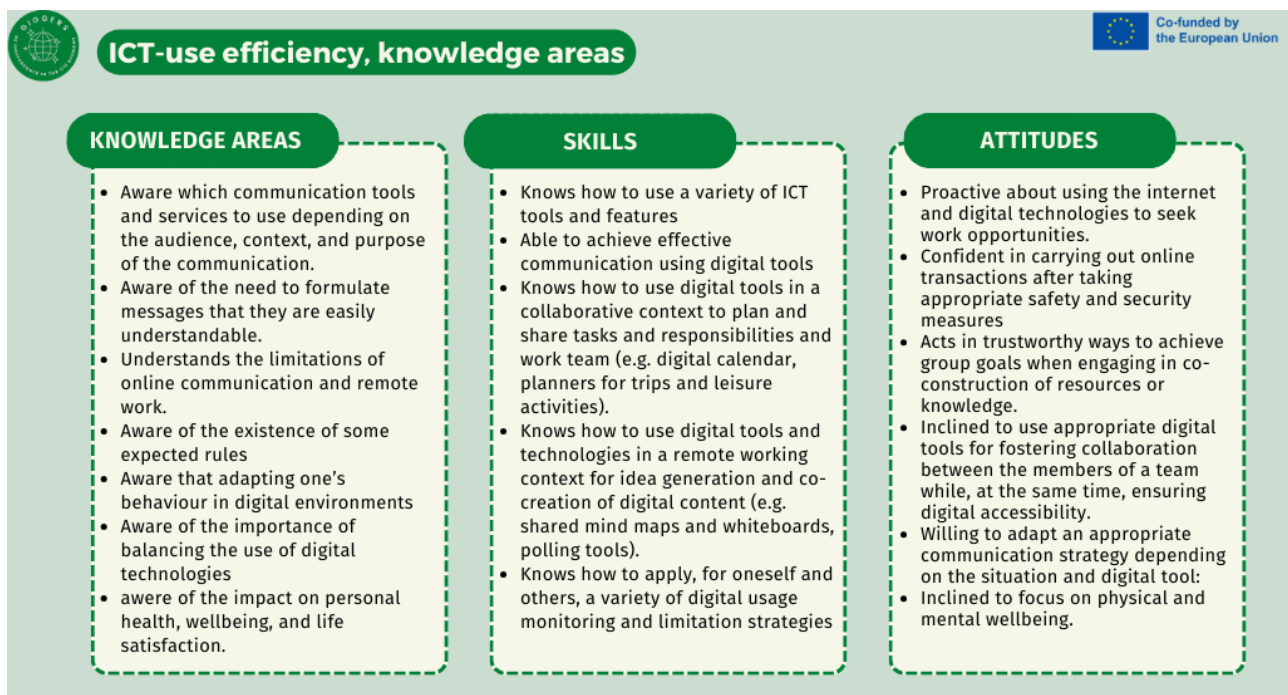 GIOGERS
ICT-use efficiency, knowledge areas
Co-funded by
the European Union
KNOWLEDGE AREAS
• Aware which communication tools
and services to use depending on
the audience, context, and purpose
of the communication.
• Aware of the need to formulate
messages that they are easily
understandable.
• Understands the limitations of
online communication and remote
work.
• Aware of the existence of some
expected rules
• Aware that adapting one's
behaviour in digital environments
• Aware of the importance of
balancing the use of digital
technologies
• awere of the impact on personal
health, wellbeing, and life
satisfaction.
SKILLS
• Knows how to use a variety of ICT
tools and features
• Able to achieve effective
communication using digital tools
• Knows how to use digital tools in a
collaborative context to plan and
share tasks and responsibilities and
work team (e.g. digital calendar,
planners for trips and leisure
activities).
• Knows how to use digital tools and
technologies in a remote working
context for idea generation and co-
creation of digital content (e.g.
shared mind maps and whiteboards,
polling tools).
• Knows how to apply, for oneself and
others, a variety of digital usage
monitoring and limitation strategies
ATTITUDES
• Proactive about using the internet
and digital technologies to seek
work opportunities.
• Confident in carrying out online
transactions after taking
appropriate safety and security
measures
• Acts in trustworthy ways to achieve
group goals when engaging in co-
construction of resources or
knowledge.
• Inclined to use appropriate digital
tools for fostering collaboration
between the members of a team
while, at the same time, ensuring
digital accessibility.
• Willing to adapt an appropriate
communication strategy depending
on the situation and digital tool:
• Inclined to focus on physical and
mental wellbeing.